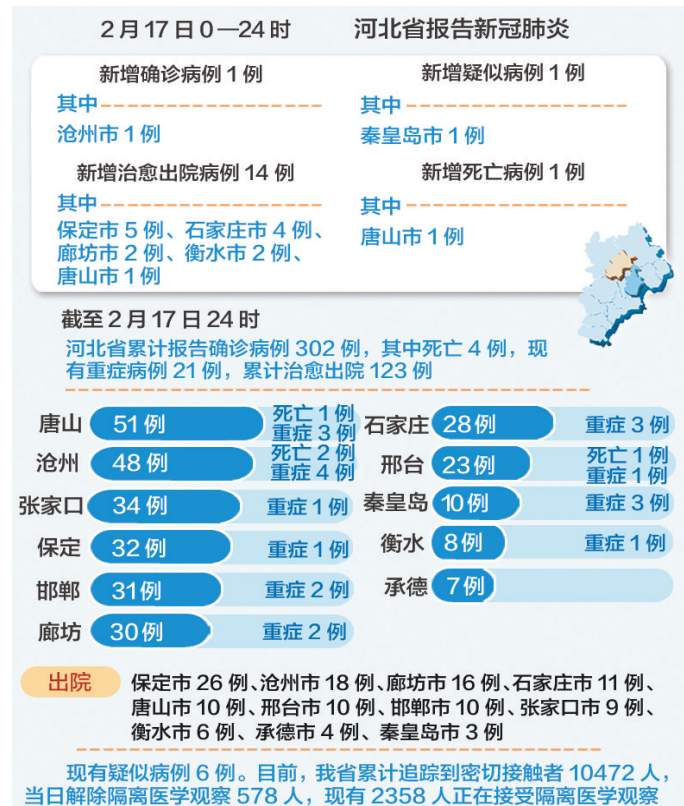 2月17日0—24时 河北省报告新冠肺炎
新增确诊病例1例
其中
沧州市1例
新增疑似病例1例
其中
秦皇岛市1例
新增治愈出院病例14例
其中
保定市5例、石家庄市4例、
廊坊市2例、衡水市2例、
唐山市1例
新增死亡病例1例
其中
唐山市1例
截至2月17日24时
河北省累计报告确诊病例302例，其中死亡4例，现
有重症病例21例，累计治愈出院123例
唐山 51例 死亡1例
重症3例
沧州 48例 死亡2例
重症4例
张家口 34例 重症1例
保定 32例 重症1例
邯郸 31例 重症2例
廊坊 30例 重症2例
石家庄 28例 重症3例
邢台 23例 死亡1例
重症1例
秦皇岛 10例 重症3例
衡水 8例 重症1例
承德 7例
出院 保定市26例、沧州市18例、廊坊市16例、石家庄市11例、
唐山市10例、邢台市10例、邯郸市10例、张家口市9例、
衡水市6例、承德市4例、秦皇岛市3例
现有疑似病例6例。目前，我省累计追踪到密切接触者10472人，
当日解除隔离医学观察578人，现有2358人正在接受隔离医学观察